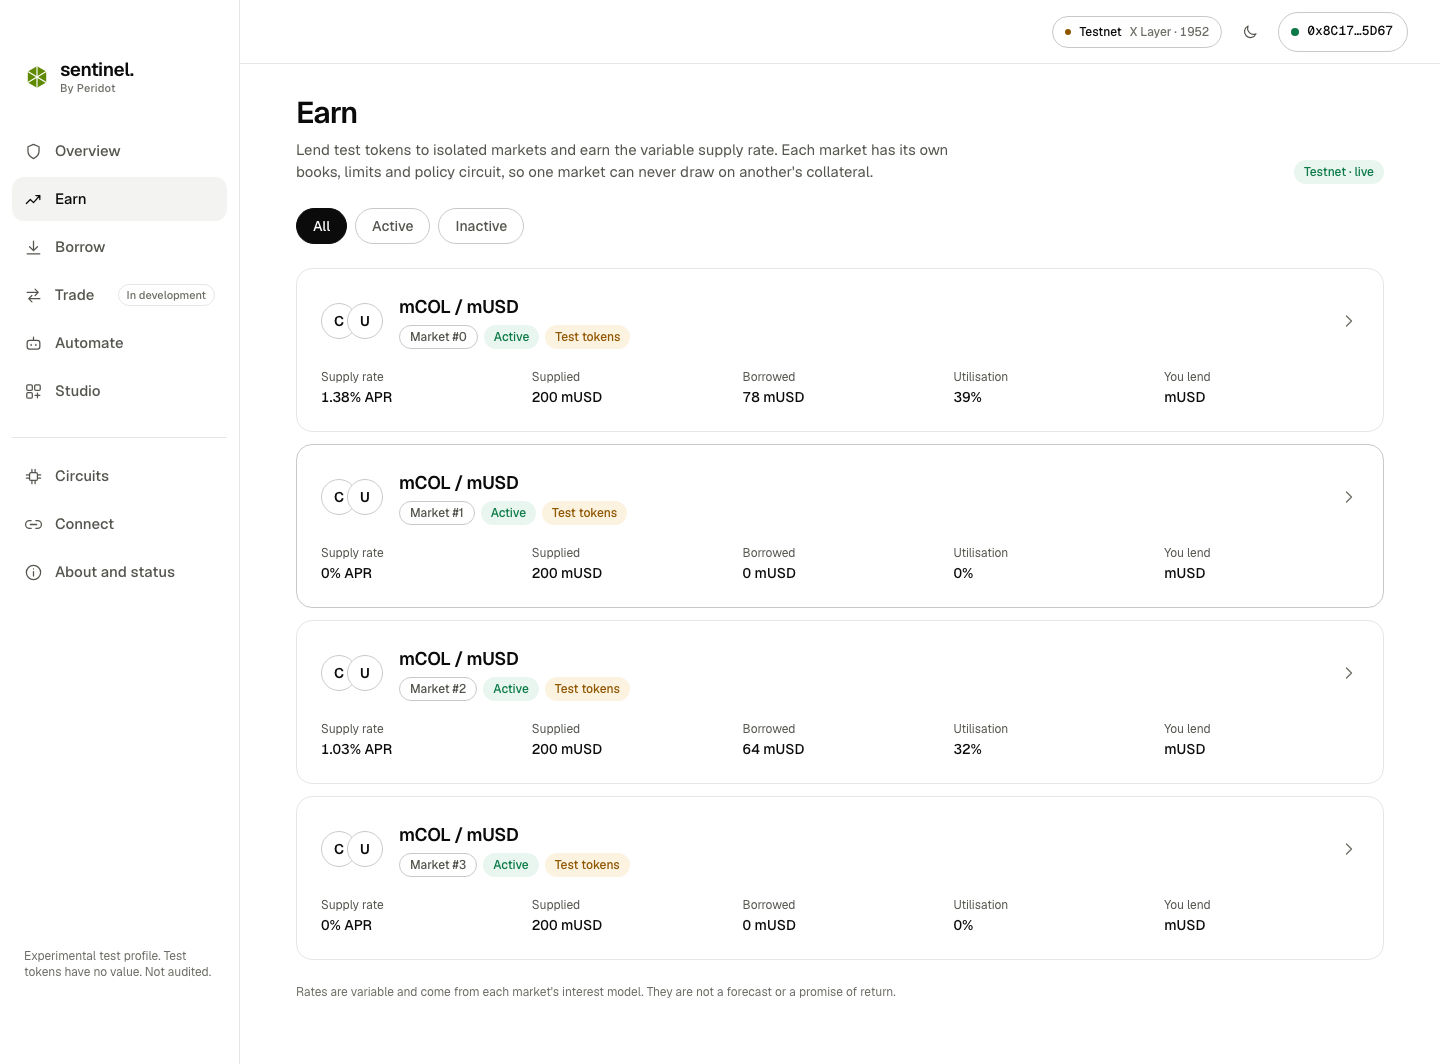 sentinel.
By Peridot
Overview
Earn
Borrow
Trade In development
Automate
Studio
Circuits
Connect
About and status
Experimental test profile. Test
tokens have no value. Not audited.
Testnet X Layer · 1952
0x8C17…5D67
Earn
Lend test tokens to isolated markets and earn the variable supply rate. Each market has its own
books, limits and policy circuit, so one market can never draw on another's collateral.
Testnet · live
All Active Inactive
C U
mCOL / mUSD
Market #0 Active Test tokens
Supply rate Supplied Borrowed Utilisation You lend
1.38% APR 200 mUSD 78 mUSD 39% mUSD
C U
mCOL / mUSD
Market #1 Active Test tokens
Supply rate Supplied Borrowed Utilisation You lend
0% APR 200 mUSD 0 mUSD 0% mUSD
C U
mCOL / mUSD
Market #2 Active Test tokens
Supply rate Supplied Borrowed Utilisation You lend
1.03% APR 200 mUSD 64 mUSD 32% mUSD
C U
mCOL / mUSD
Market #3 Active Test tokens
Supply rate Supplied Borrowed Utilisation You lend
0% APR 200 mUSD 0 mUSD 0% mUSD
Rates are variable and come from each market's interest model. They are not a forecast or a promise of return.